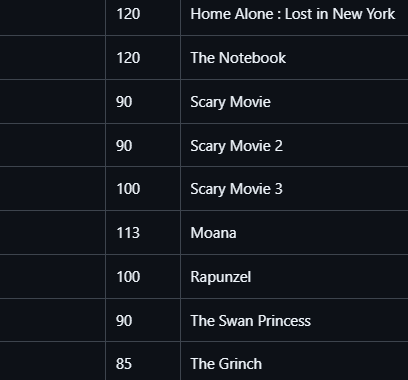 120 Home Alone : Lost in New York
120 The Notebook
90 Scary Movie
90 Scary Movie 2
100 Scary Movie 3
113 Moana
100 Rapunzel
90 The Swan Princess
85 The Grinch